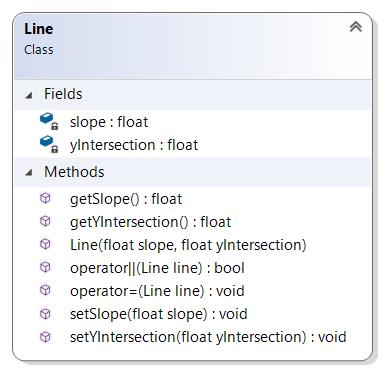 Line
Class
Fields
slope : float
yIntersection : float
Methods
getSlope() : float
getYIntersection() : float
Line(float slope, float yIntersection)
operator||(Line line) : bool
operator=(Line line) : void
setSlope(float slope) : void
setYIntersection(float yIntersection) : void